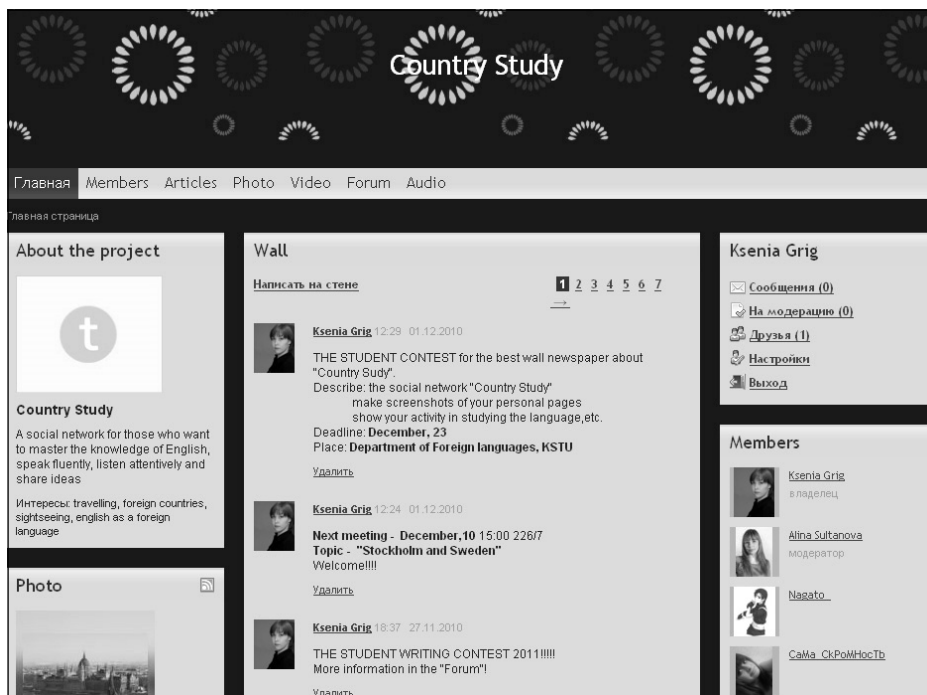 Country Study
Главная Members Articles Photo Video Forum Audio
Главная страница
About the project
t
Country Study
A social network for those who want
to master the knowledge of English,
speak fluently, listen attentively and
share ideas
Интересы: travelling, foreign countries,
sightseeing, english as a foreign
language
Photo
Wall
Написать на стене
1 2 3 4 5 6 7
→
Ksenia Grig 12:29 01.12.2010
THE STUDENT CONTEST for the best wall newspaper about
"Country Sudy".
Describe: the social network "Country Study"
make screenshots of your personal pages
show your activity in studying the language,etc.
Deadline: December, 23
Place: Department of Foreign languages, KSTU
Удалить
Ksenia Grig 12:24 01.12.2010
Next meeting - December,10 15:00 226/7
Topic - "Stockholm and Sweden"
Welcome!!!!
Удалить
Ksenia Grig 18:37 27.11.2010
THE STUDENT WRITING CONTEST 2011!!!!!
More information in the "Forum"!
Удалить
Ksenia Grig
Сообщения (0)
На модерацию (0)
Друзья (1)
Настройки
Выход
Members
Ksenia Grig
владелец
Alina Sultanova
модератор
Nagato_
CaMa_CkPoMHocTb